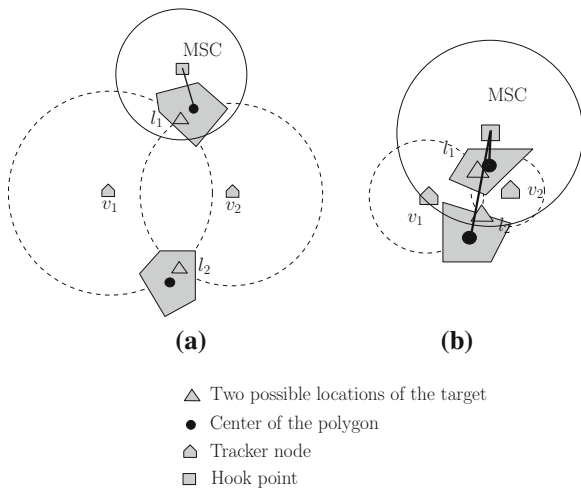 MSC
l1
v1
v2
l2
(a)
MSC
l1
v2
v1
l2
(b)
Two possible locations of the target
Center of the polygon
Tracker node
Hook point